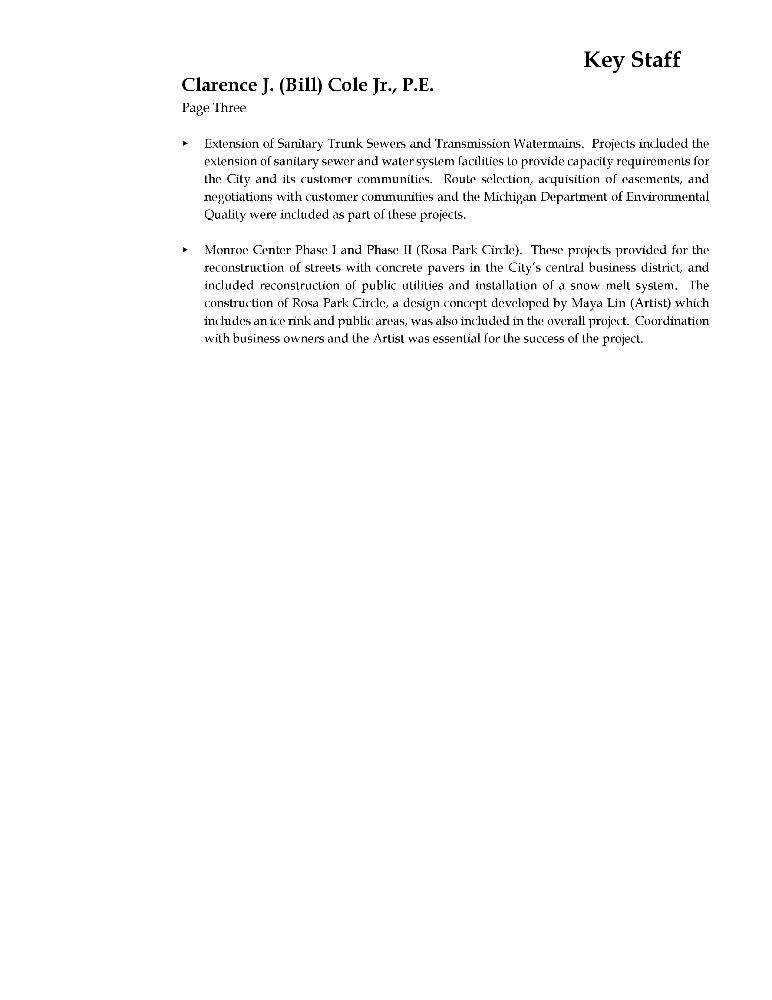 Key Staff
Clarence J. (Bill) Cole Jr., P.E.
Page Three
▸ Extension of Sanitary Trunk Sewers and Transmission Watermains. Projects included the
extension of sanitary sewer and water system facilities to provide capacity requirements for
the City and its customer communities. Route selection, acquisition of easements, and
negotiations with customer communities and the Michigan Department of Environmental
Quality were included as part of these projects.
▸ Monroe Center Phase I and Phase II (Rosa Park Circle). These projects provided for the
reconstruction of streets with concrete pavers in the City's central business district, and
included reconstruction of public utilities and installation of a snow melt system. The
construction of Rosa Park Circle, a design concept developed by Maya Lin (Artist) which
includes an ice rink and public areas, was also included in the overall project. Coordination
with business owners and the Artist was essential for the success of the project.